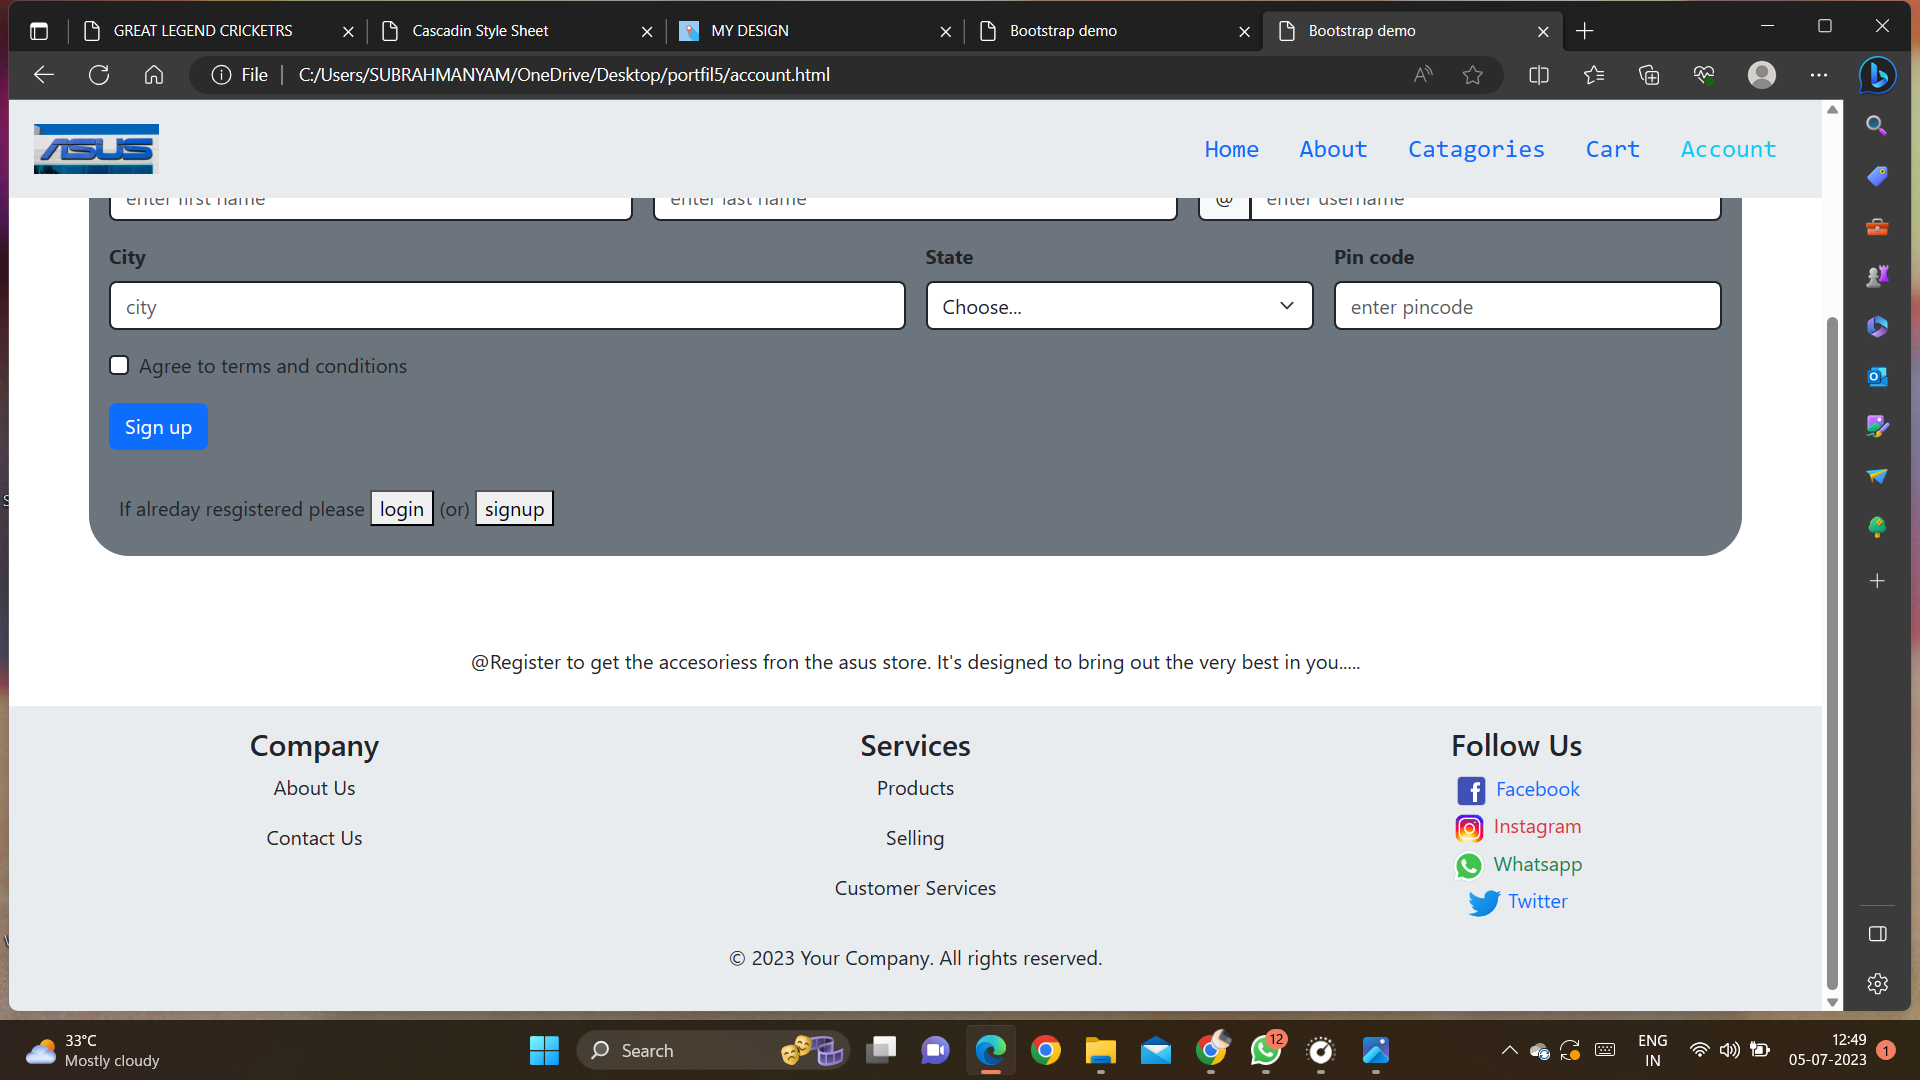 GREAT LEGEND CRICKETRS
Cascadin Style Sheet
MY DESIGN
Bootstrap demo
Bootstrap demo
File
C:/Users/SUBRAHMANYAM/OneDrive/Desktop/portfil5/account.html
ASUS
Home
About
Catagories
Cart
Account
enter first name
enter last name
@
enter username
City
State
Pin code
city
Choose...
enter pincode
Agree to terms and conditions
Sign up
If alreday resgistered please login (or) signup
@Register to get the accesoriess fron the asus store. It's designed to bring out the very best in you.....
Company
Services
Follow Us
About Us
Products
Facebook
Contact Us
Selling
Instagram
Customer Services
Whatsapp
Twitter
© 2023 Your Company. All rights reserved.
33°C
Mostly cloudy
Search
12
ENG
IN
12:49
05-07-2023
1